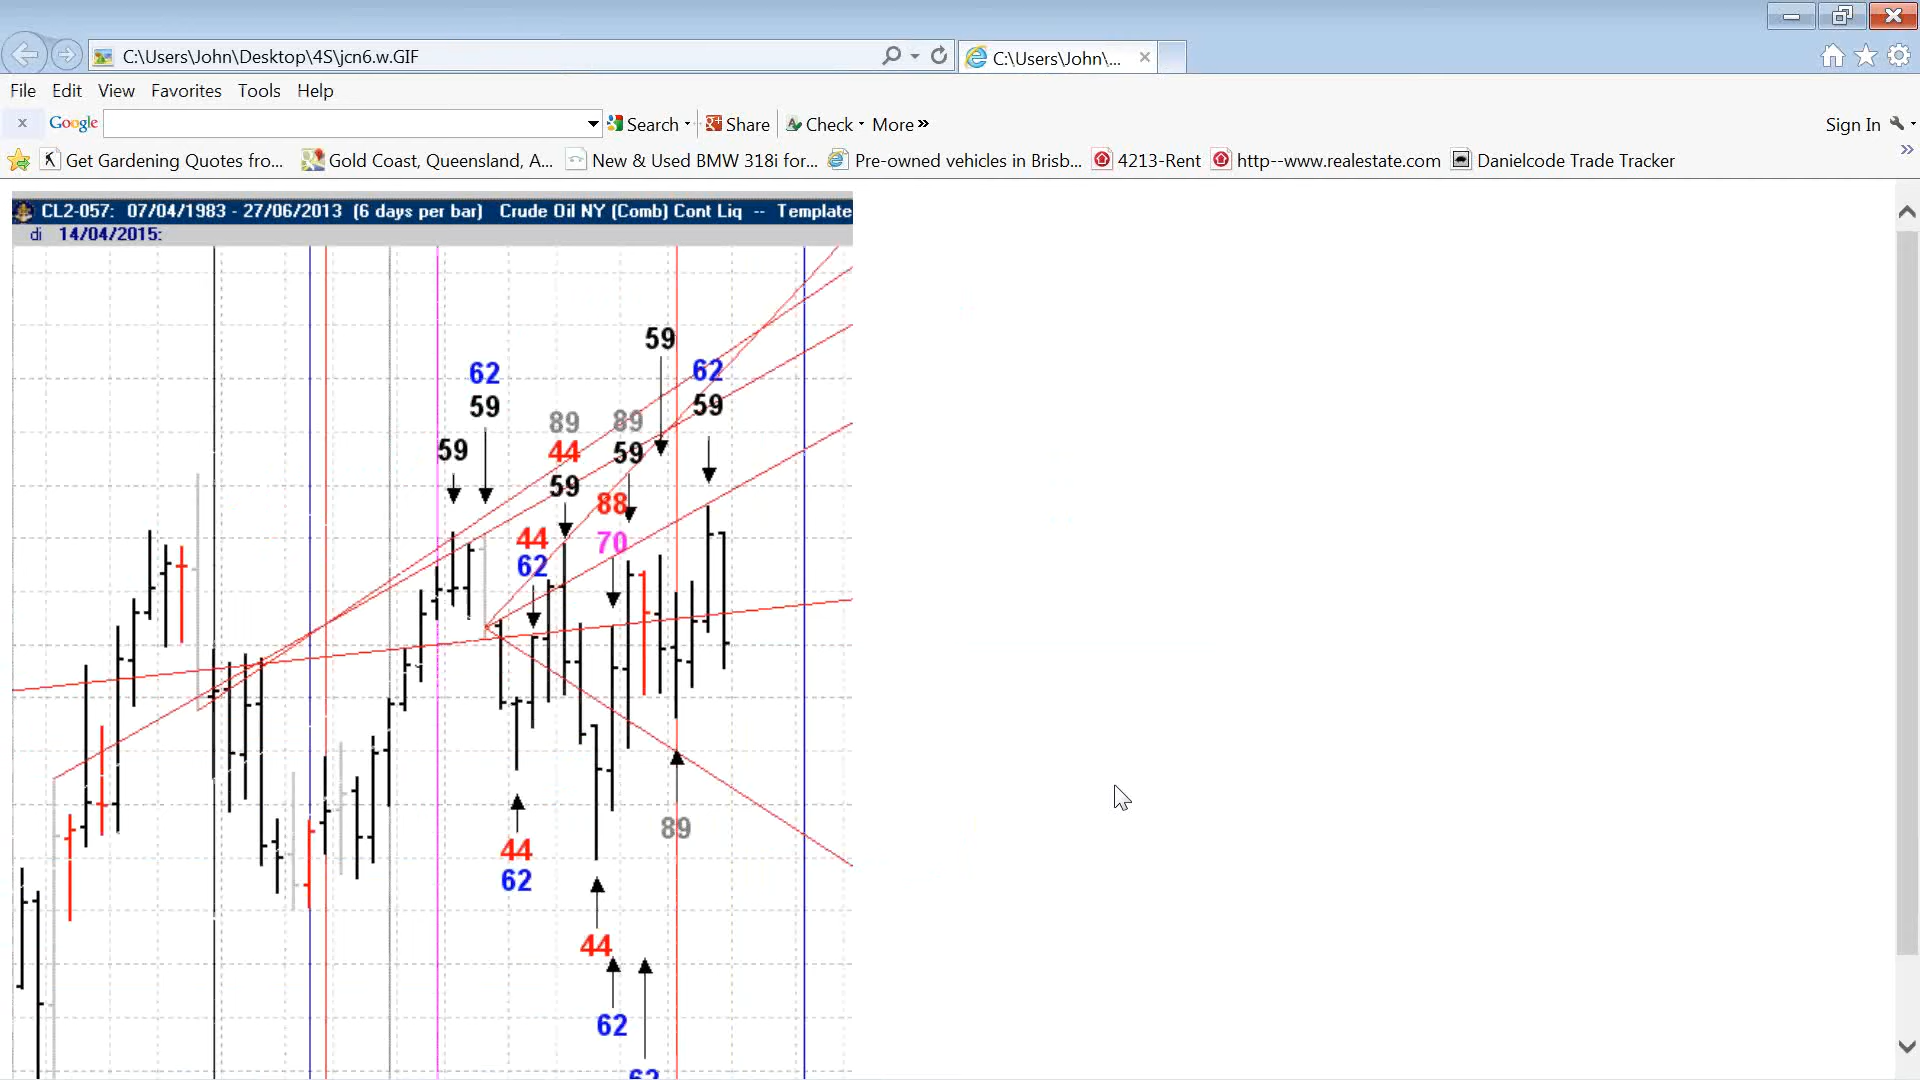 C:\Users\John\Desktop\4S\jcn6.w.GIF
C:\Users\John\...
File Edit View Favorites Tools Help
x Google Search Share Check More » Sign In
Get Gardening Quotes fro... Gold Coast, Queensland, A... New & Used BMW 318i for... Pre-owned vehicles in Brisb... 4213-Rent http--www.realestate.com Danielcode Trade Tracker »
CL2-057: 07/04/1983 - 27/06/2013 (6 days per bar) Crude Oil NY (Comb) Cont Liq -- Template
di 14/04/2015:
59
62 62
59 59
89 89
59 44 59
59 88
44 70
62
89
44
62
44
62
62